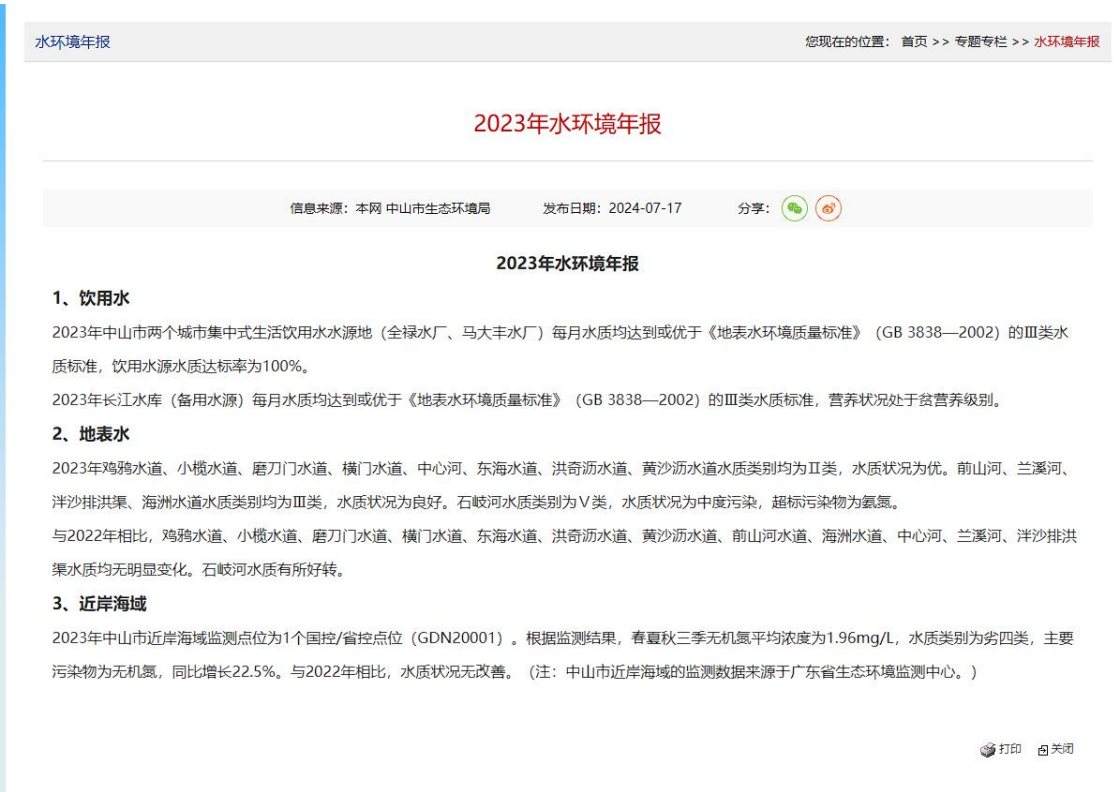 水环境年报
您现在的位置： 首页 >> 专题专栏 >> 水环境年报
2023年水环境年报
信息来源：本网 中山市生态环境局 发布日期：2024-07-17 分享：
2023年水环境年报
1、饮用水
2023年中山市两个城市集中式生活饮用水水源地（全禄水厂、马大丰水厂）每月水质均达到或优于《地表水环境质量标准》（GB 3838—2002）的Ⅲ类水
质标准，饮用水源水质达标率为100%。
2023年长江水库（备用水源）每月水质均达到或优于《地表水环境质量标准》（GB 3838—2002）的Ⅲ类水质标准，营养状况处于贫营养级别。
2、地表水
2023年鸡鸦水道、小榄水道、磨刀门水道、横门水道、中心河、东海水道、洪奇沥水道、黄沙沥水道水质类别均为Ⅱ类，水质状况为优。前山河、兰溪河、
泮沙排洪渠、海洲水道水质类别均为Ⅲ类，水质状况为良好。石岐河水质类别为Ⅴ类，水质状况为中度污染，超标污染物为氨氮。
与2022年相比，鸡鸦水道、小榄水道、磨刀门水道、横门水道、东海水道、洪奇沥水道、黄沙沥水道、前山河水道、海洲水道、中心河、兰溪河、泮沙排洪
渠水质均无明显变化。石岐河水质有所好转。
3、近岸海域
2023年中山市近岸海域监测点位为1个国控/省控点位（GDN20001）。根据监测结果，春夏秋三季无机氮平均浓度为1.96mg/L，水质类别为劣四类，主要
污染物为无机氮，同比增长22.5%。与2022年相比，水质状况无改善。（注：中山市近岸海域的监测数据来源于广东省生态环境监测中心。）
打印 关闭